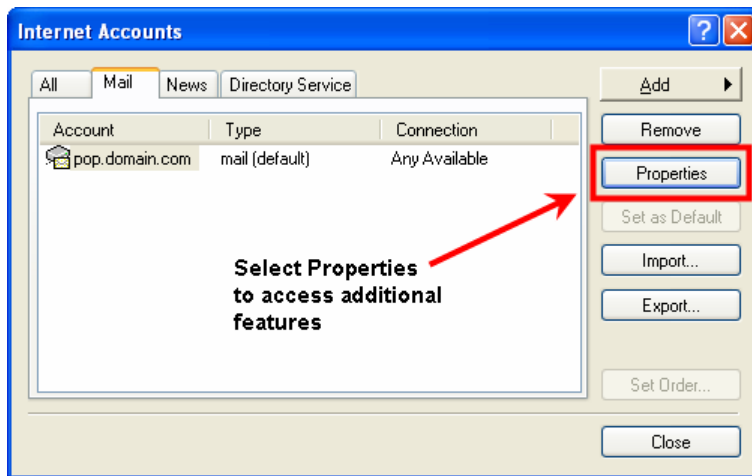 Internet Accounts
All
Mail
News
Directory Service
Add
Account Type Connection
Remove
pop.domain.com mail (default) Any Available
Properties
Set as Default
Select Properties
to access additional
features
Import...
Export...
Set Order...
Close